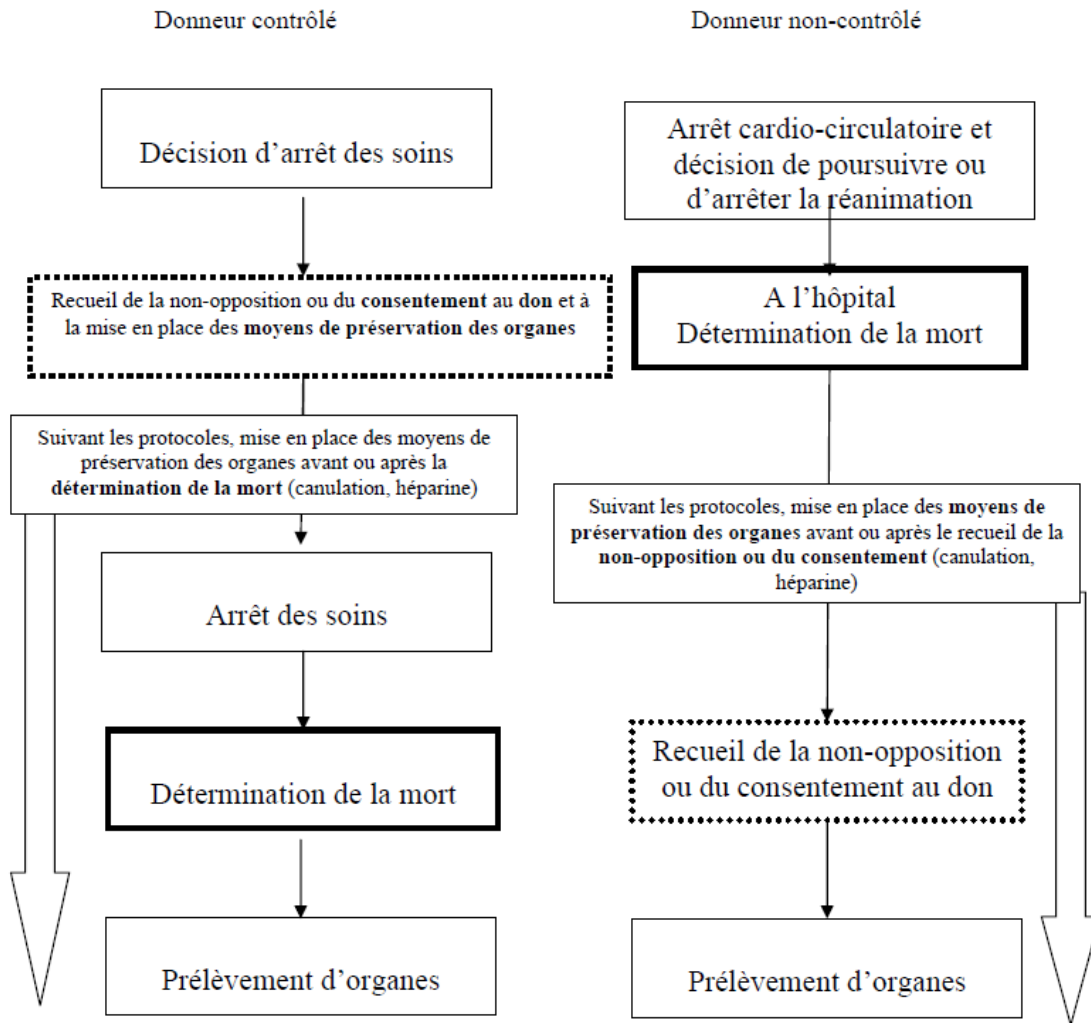 Donneur contrôlé
Décision d'arrêt des soins
Recueil de la non-opposition ou du consentement au don et à
la mise en place des moyens de préservation des organes
Suivant les protocoles, mise en place des moyens de
préservation des organes avant ou après la
détermination de la mort (canulation, héparine)
Arrêt des soins
Détermination de la mort
Prélèvement d'organes
Donneur non-contrôlé
Arrêt cardio-circulatoire et
décision de poursuivre ou
d'arrêter la réanimation
A l'hôpital
Détermination de la mort
Suivant les protocoles, mise en place des moyens de
préservation des organes avant ou après le recueil de la
non-opposition ou du consentement (canulation,
héparine)
Recueil de la non-opposition
ou du consentement au don
Prélèvement d'organes